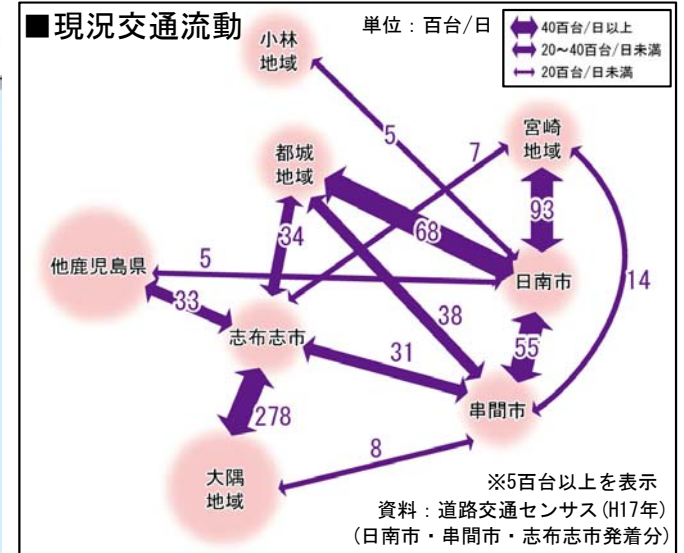 ■現況交通流動
単位：百台/日
40百台/日以上
20～40百台/日未満
20百台/日未満
小林
地域
宮崎
地域
都城
地域
5
7
93
34
68
他鹿児島県
5
日南市
14
33
38
志布志市
31
55
278
串間市
大隅
地域
8
※5百台以上を表示
資料：道路交通センサス(H17年)
(日南市・串間市・志布志市発着分)